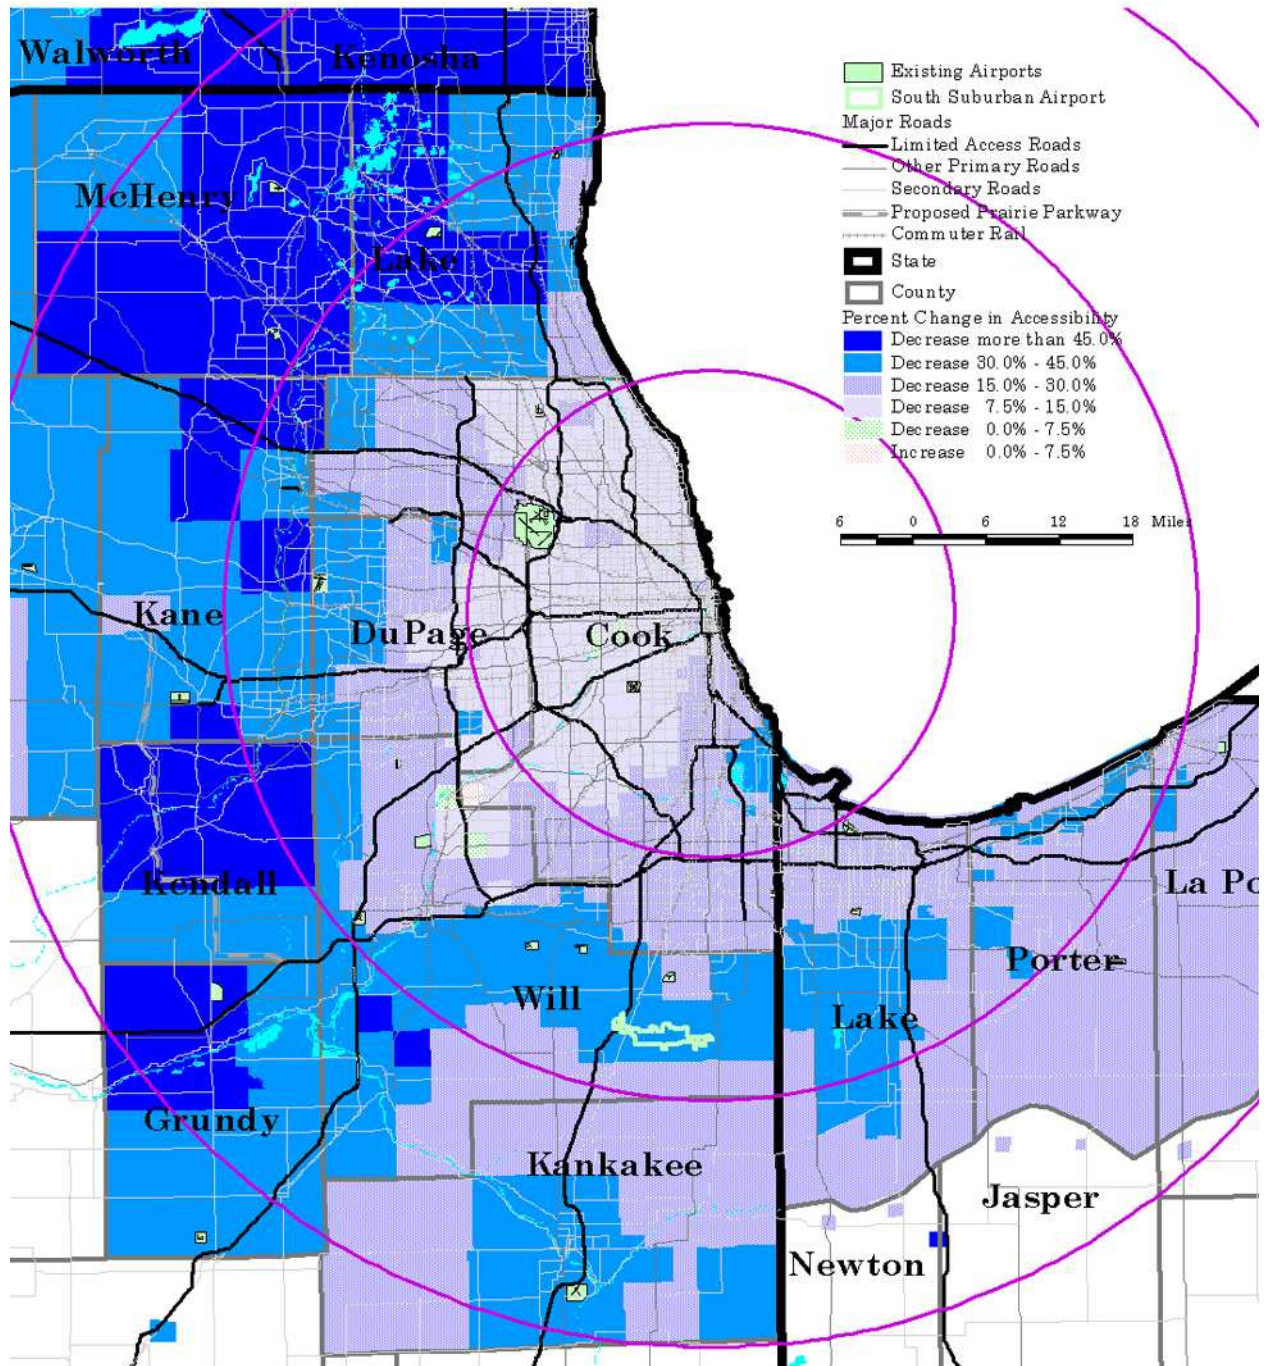 Walworth
Kenosha
McHenry
Lake
Existing Airports
South Suburban Airport
Major Roads
Limited Access Roads
Other Primary Roads
Secondary Roads
Proposed Prairie Parkway
Commuter Rail
State
County
Percent Change in Accessibility
Decrease more than 45.0%
Decrease 30.0% - 45.0%
Decrease 15.0% - 30.0%
Decrease 7.5% - 15.0%
Decrease 0.0% - 7.5%
Increase 0.0% - 7.5%
6 0 6 12 18 Miles
Kane
DuPage
Cook
Kendall
La Po
Porter
Will
Lake
Grundy
Kankakee
Jasper
Newton